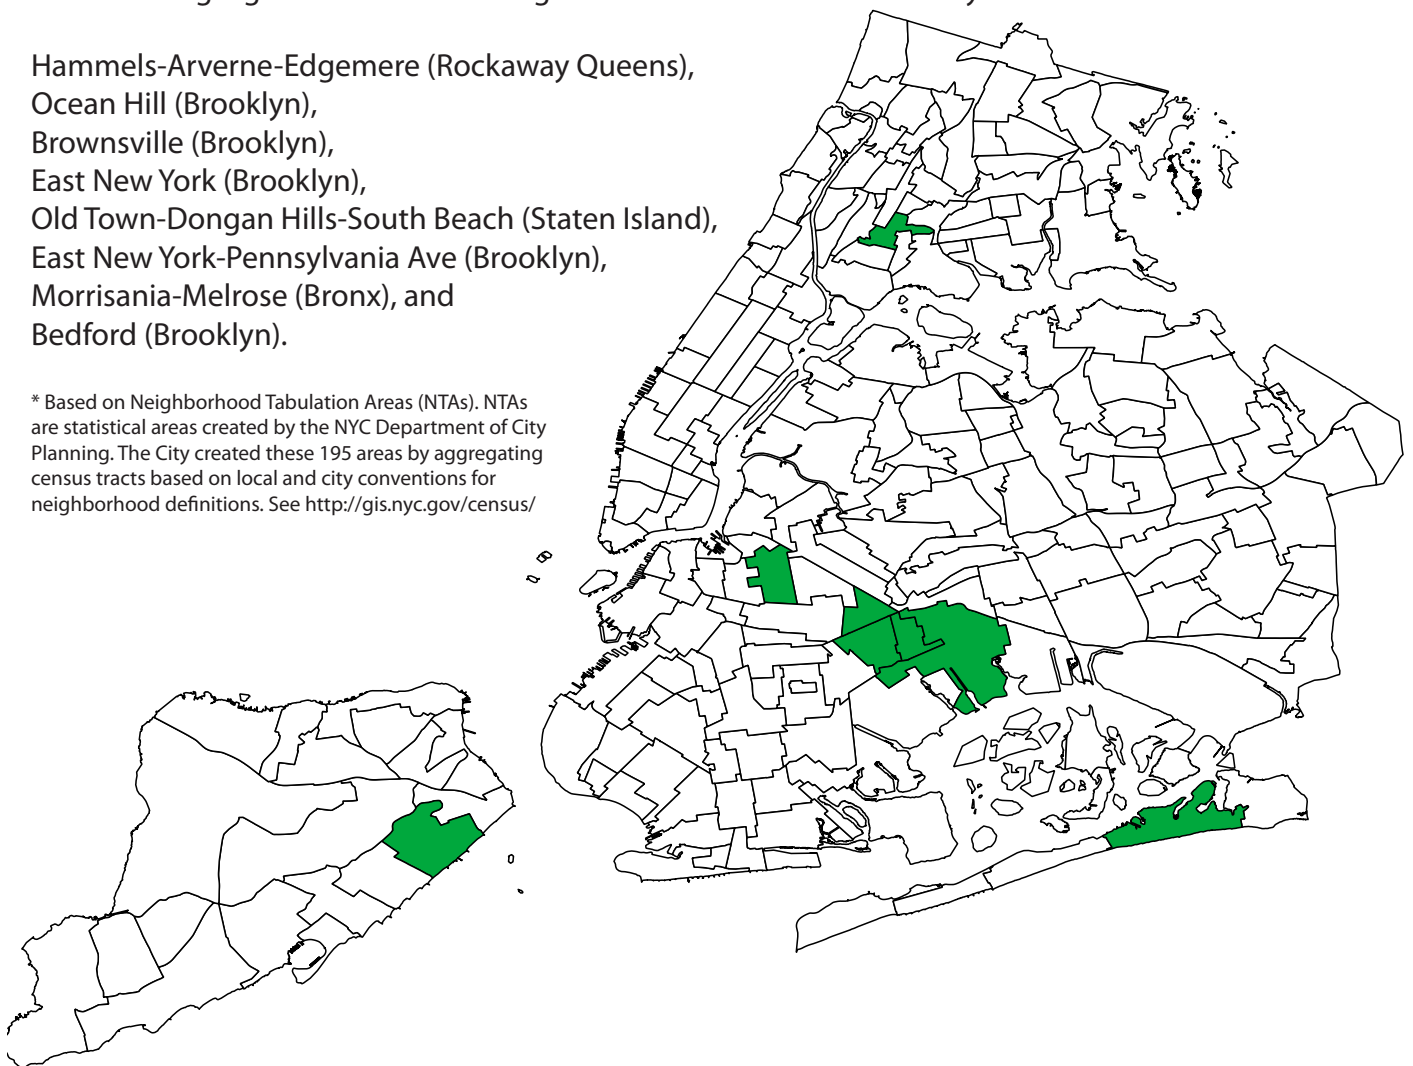 Hammels-Arverne-Edgemere (Rockaway Queens),
Ocean Hill (Brooklyn),
Brownsville (Brooklyn),
East New York (Brooklyn),
Old Town-Dongan Hills-South Beach (Staten Island),
East New York-Pennsylvania Ave (Brooklyn),
Morrisania-Melrose (Bronx), and
Bedford (Brooklyn).
* Based on Neighborhood Tabulation Areas (NTAs). NTAs
are statistical areas created by the NYC Department of City
Planning. The City created these 195 areas by aggregating
census tracts based on local and city conventions for
neighborhood definitions. See http://gis.nyc.gov/census/